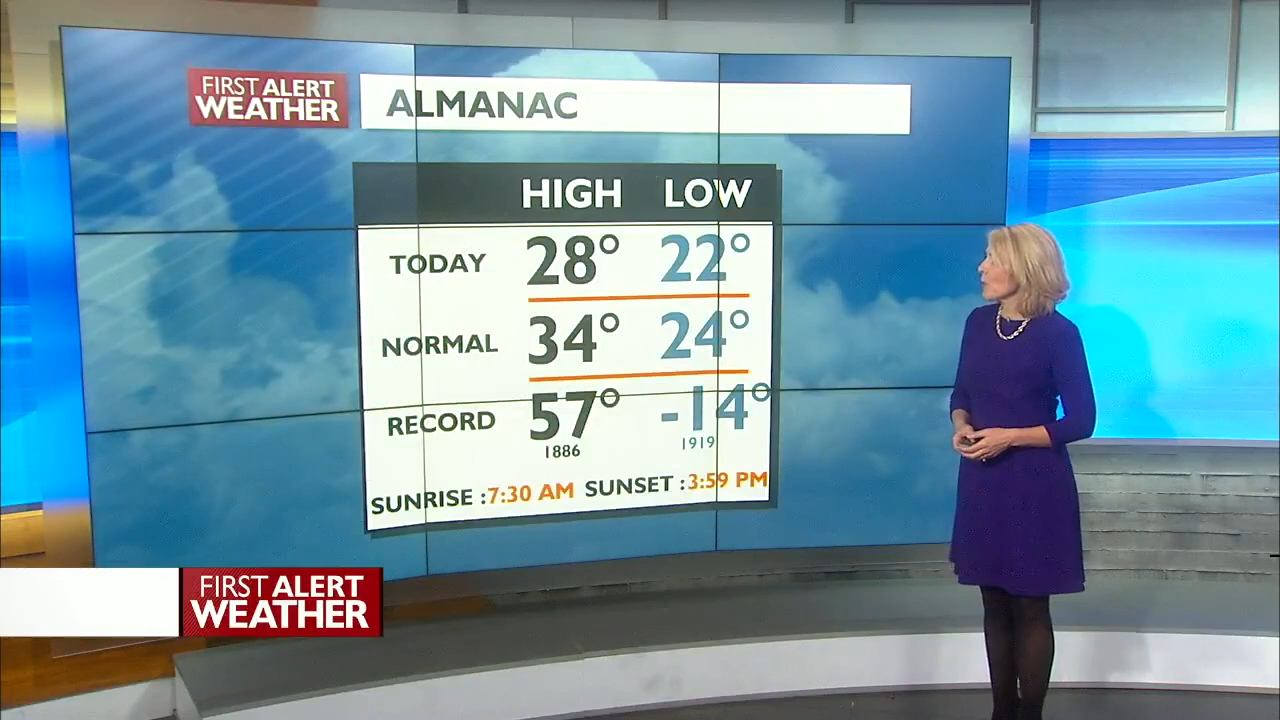 FIRST ALERT
WEATHER
ALMANAC
HIGH LOW
TODAY 28° 22°
NORMAL 34° 24°
RECORD 57° -14°
1886 1919
SUNRISE :7:30 AM SUNSET :3:59 PM
FIRST ALERT
WEATHER